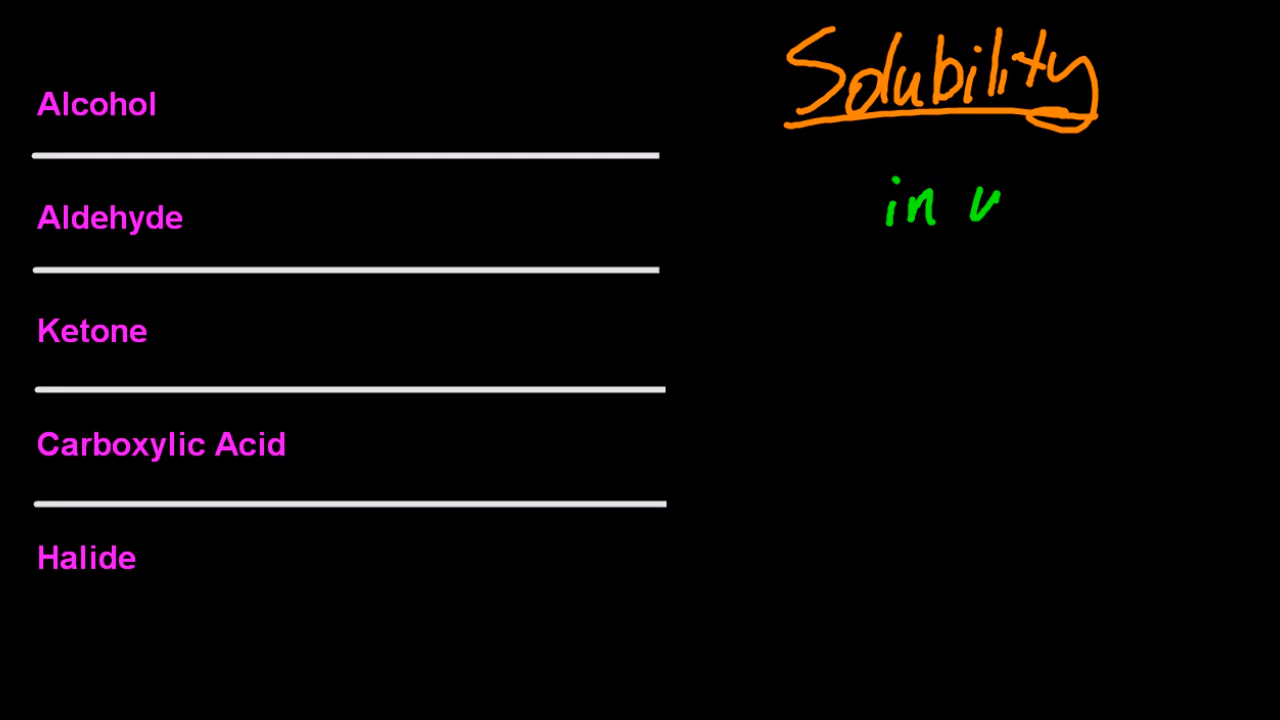 Alcohol
Aldehyde
Ketone
Carboxylic Acid
Halide
Solubility
in